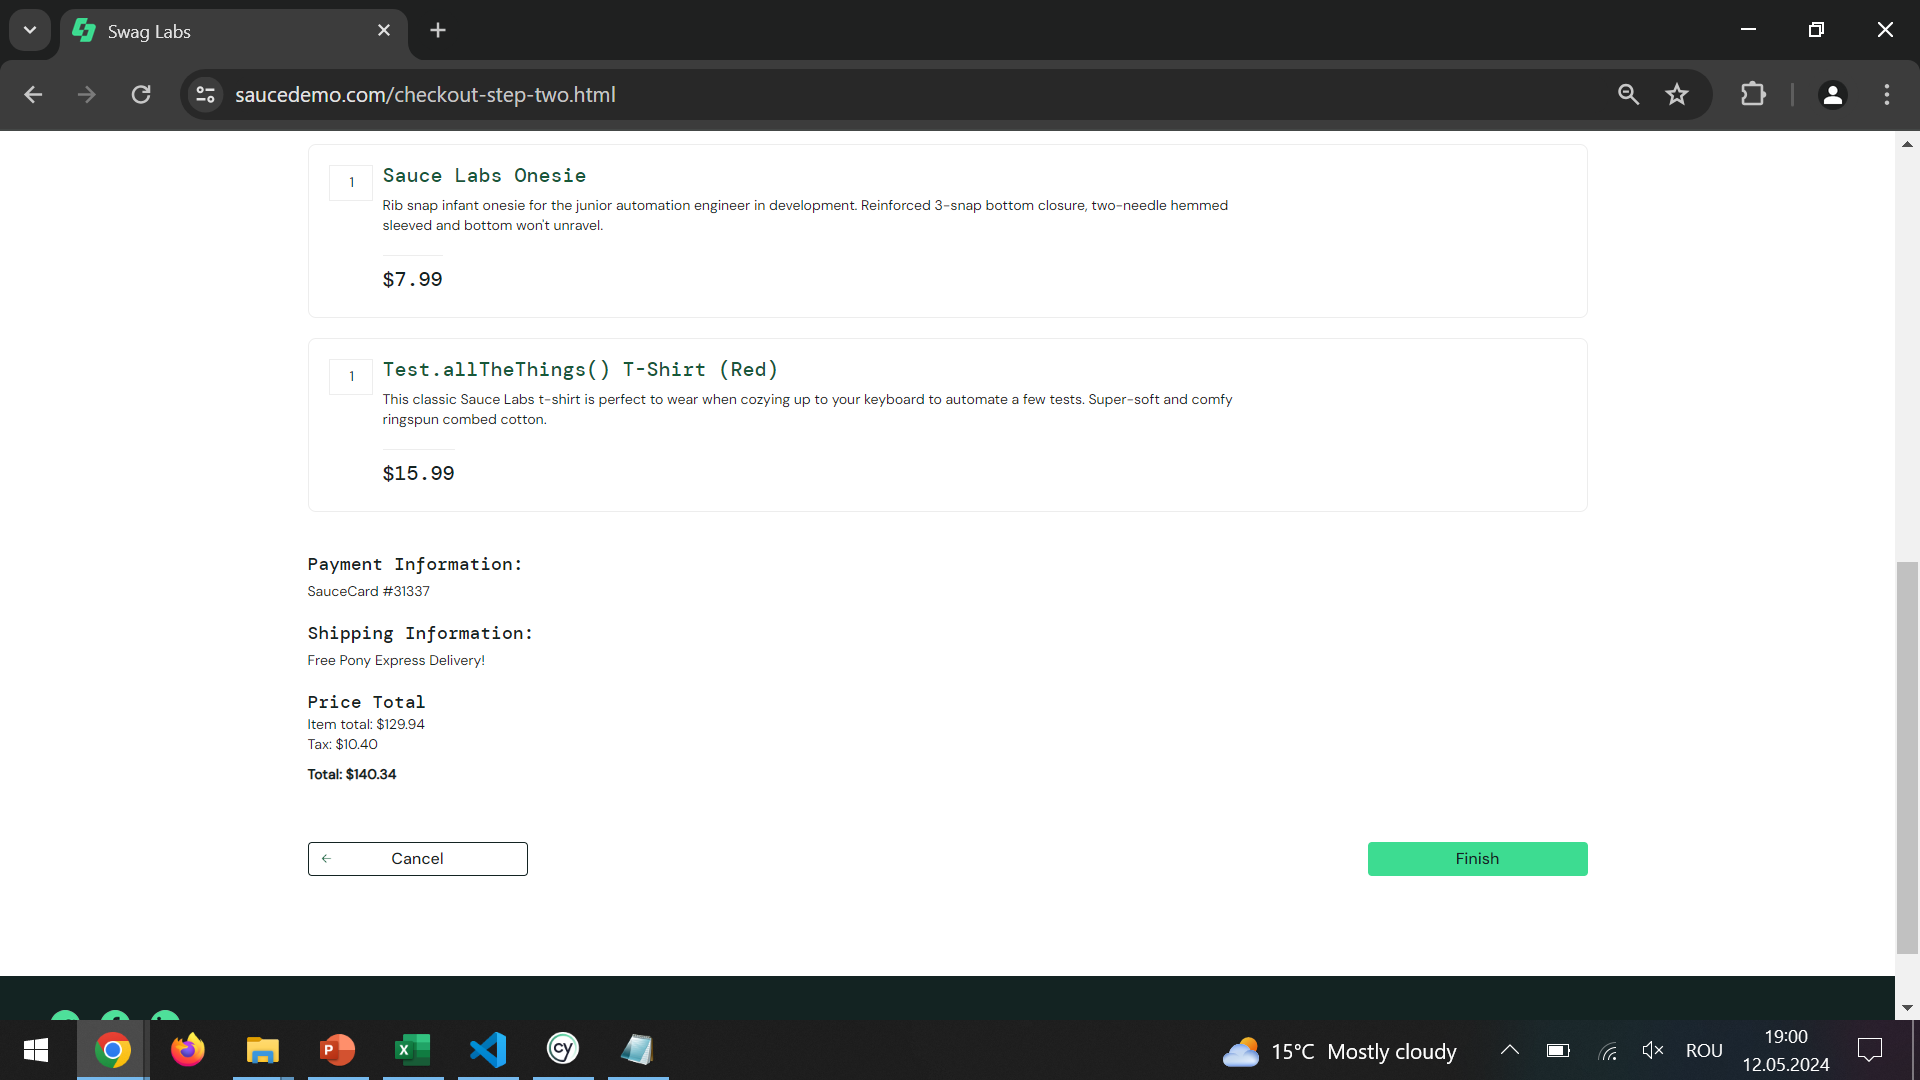 Swag Labs
saucedemo.com/checkout-step-two.html
1
Sauce Labs Onesie
Rib snap infant onesie for the junior automation engineer in development. Reinforced 3-snap bottom closure, two-needle hemmed
sleeved and bottom won't unravel.
$7.99
1
Test.allTheThings() T-Shirt (Red)
This classic Sauce Labs t-shirt is perfect to wear when cozying up to your keyboard to automate a few tests. Super-soft and comfy
ringspun combed cotton.
$15.99
Payment Information:
SauceCard #31337
Shipping Information:
Free Pony Express Delivery!
Price Total
Item total: $129.94
Tax: $10.40
Total: $140.34
Cancel
Finish
P
X
cy
15°C Mostly cloudy
ROU
19:00
12.05.2024